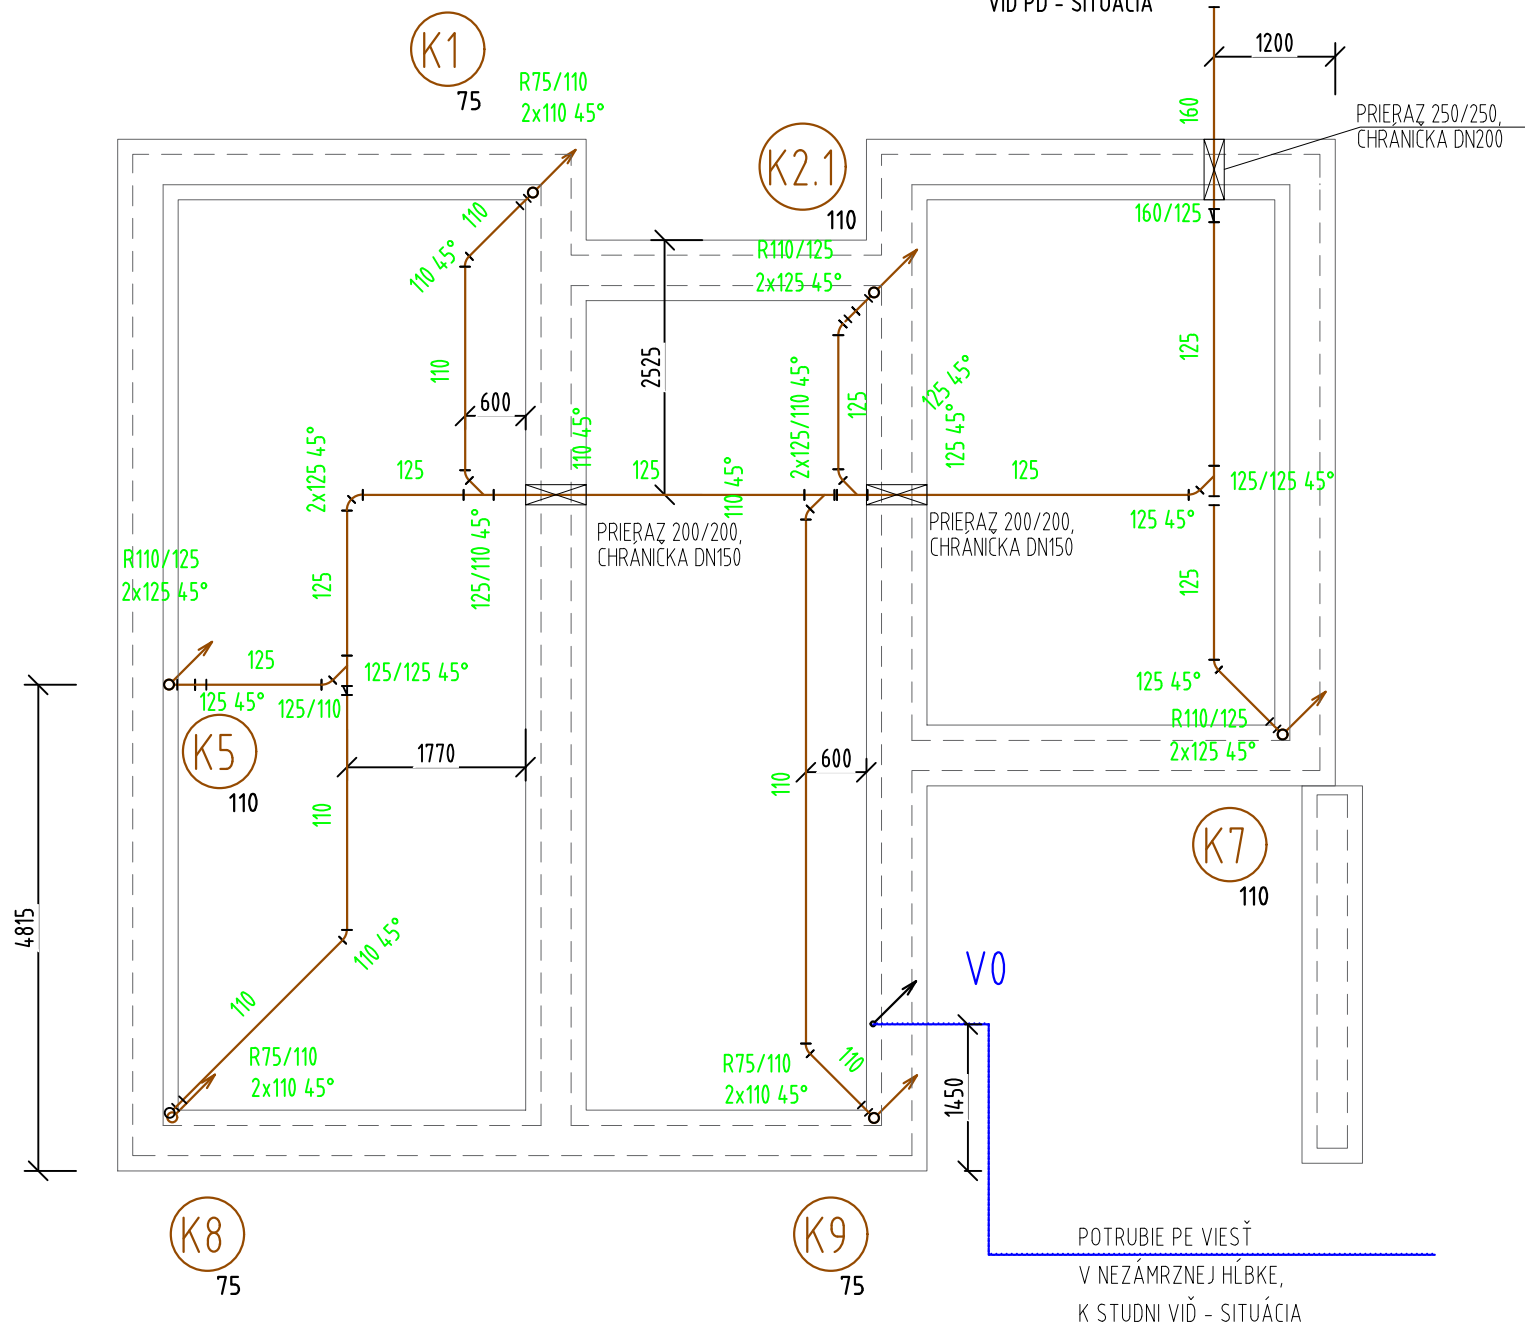 VIĎ PD - SITUÁCIA
K1
75
R75/110
2x110 45°
1200
160
PRIERAZ 250/250,
CHRÁNIČKA DN200
K2.1
110
160/125
110
110 45°
R110/125
2x125 45°
110
600
2525
110 45°
2x125/110 45°
125
125 45°
125 45°
125
2x125 45°
125
125
110 45°
125
125/125 45°
125 45°
125/110 45°
PRIERAZ 200/200,
CHRÁNIČKA DN150
PRIERAZ 200/200,
CHRÁNIČKA DN150
R110/125
2x125 45°
125
125
125
125/125 45°
125 45°
125/110
125 45°
R110/125
2x125 45°
K5
110
1770
600
110
110
K7
110
4815
110 45°
110
V0
R75/110
2x110 45°
R75/110
2x110 45°
110
1450
K8
75
K9
75
POTRUBIE PE VIESŤ
V NEZÁMRZNEJ HĹBKE,
K STUDNI VIĎ - SITUÁCIA